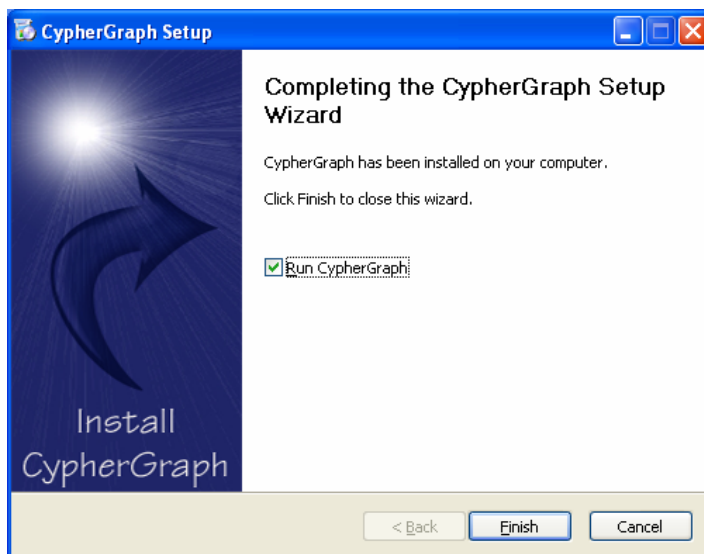 CypherGraph Setup
Completing the CypherGraph Setup
Wizard
CypherGraph has been installed on your computer.
Click Finish to close this wizard.
Run CypherGraph
Install
CypherGraph
< Back
Finish
Cancel